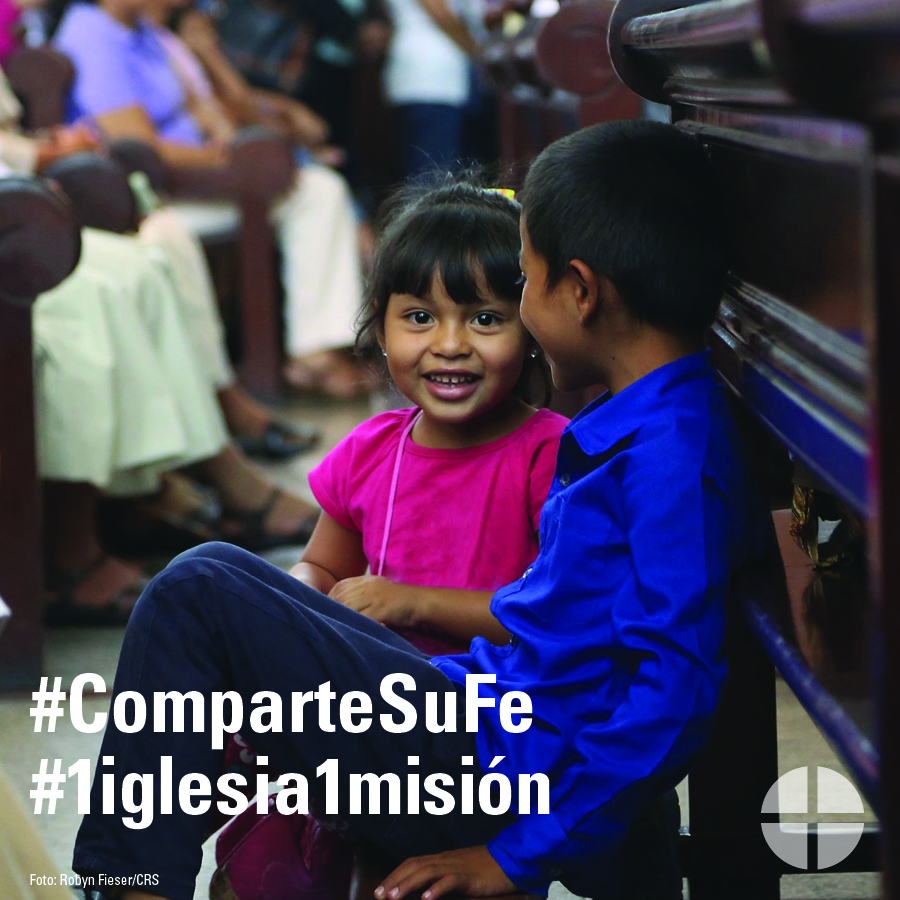 #ComparteSuFe
#1iglesia1misión
Foto: Robyn Fieser/CRS